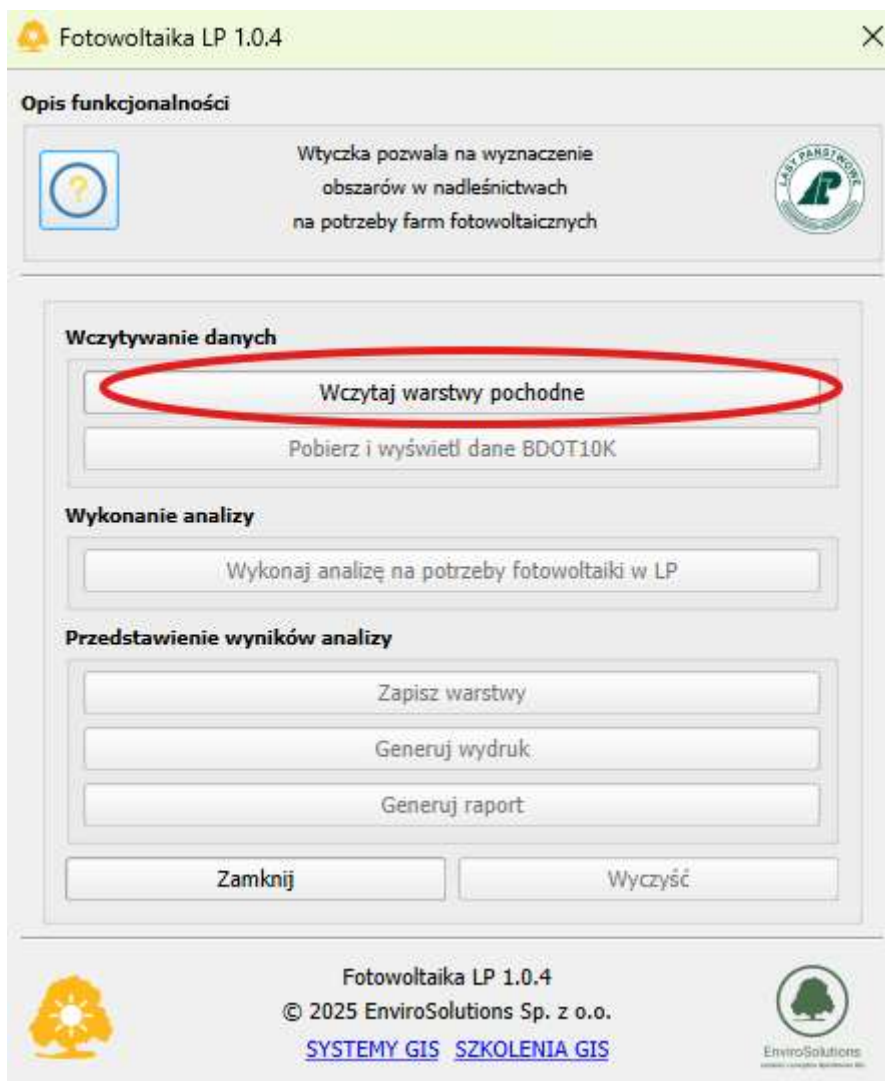 Fotowoltaika LP 1.0.4
Opis funkcjonalności
?
Wtyczka pozwala na wyznaczenie
obszarów w nadleśnictwach
na potrzeby farm fotowoltaicznych
LASY PAŃSTWOWE
Wczytywanie danych
Wczytaj warstwy pochodne
Pobierz i wyświetl dane BDOT10K
Wykonanie analizy
Wykonaj analizę na potrzeby fotowoltaiki w LP
Przedstawienie wyników analizy
Zapisz warstwy
Generuj wydruk
Generuj raport
Zamknij
Wyczyść
Fotowoltaika LP 1.0.4
© 2025 EnviroSolutions Sp. z o.o.
SYSTEMY GIS SZKOLENIA GIS
EnviroSolutions